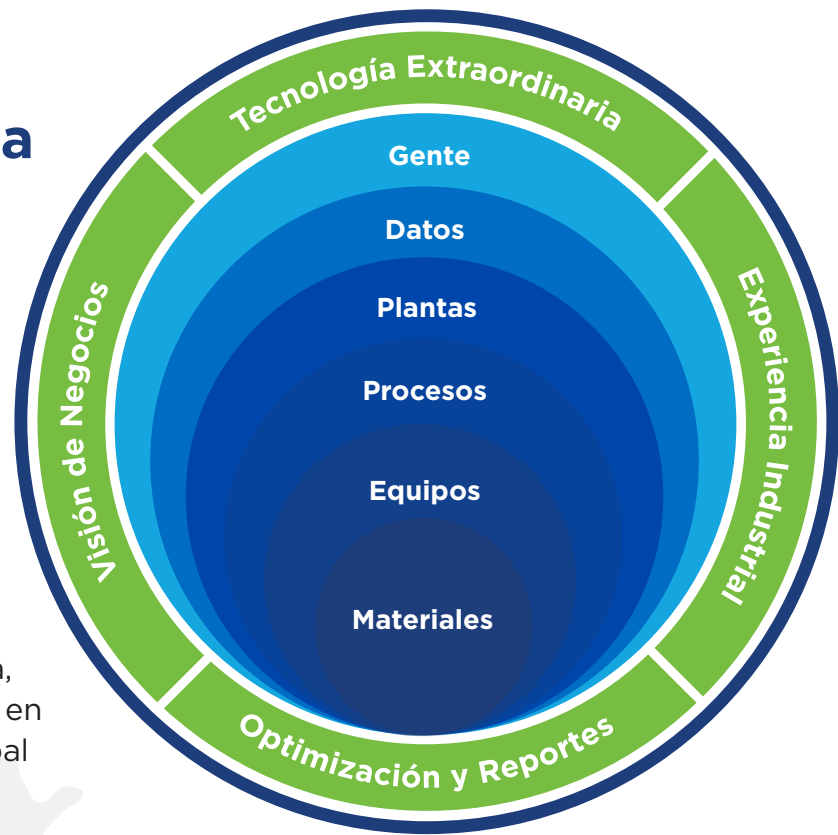 a
Tecnología Extraordinaria
Gente
Datos
Plantas
Procesos
Equipos
Materiales
Visión de Negocios
Experiencia Industrial
Optimización y Reportes
,
en